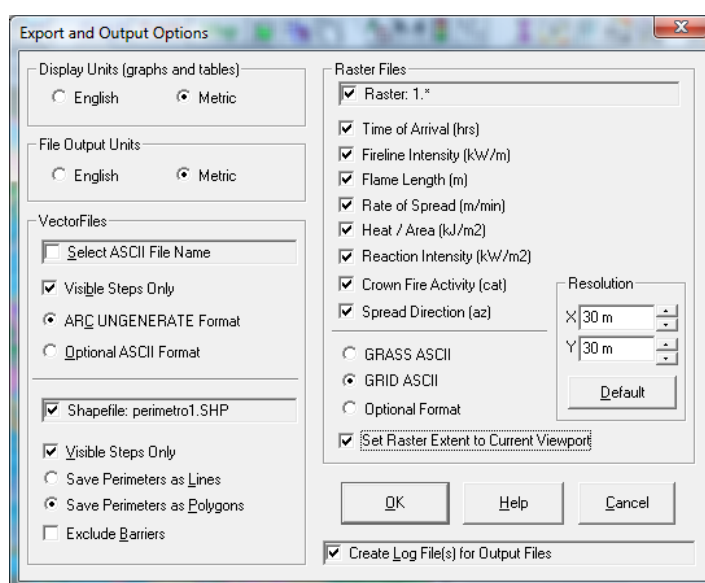 Export and Output Options
Display Units (graphs and tables)
English
Metric
File Output Units
English
Metric
VectorFiles
Select ASCII File Name
Visible Steps Only
ARC UNGENERATE Format
Optional ASCII Format
Shapefile: perimetro1.SHP
Visible Steps Only
Save Perimeters as Lines
Save Perimeters as Polygons
Exclude Barriers
Raster Files
Raster: 1.*
Time of Arrival (hrs)
Fireline Intensity (kW/m)
Flame Length (m)
Rate of Spread (m/min)
Heat / Area (kJ/m2)
Reaction Intensity (kW/m2)
Crown Fire Activity (cat)
Spread Direction (az)
Resolution
X 30 m
Y 30 m
Default
GRASS ASCII
GRID ASCII
Optional Format
Set Raster Extent to Current Viewport
OK
Help
Cancel
Create Log File(s) for Output Files